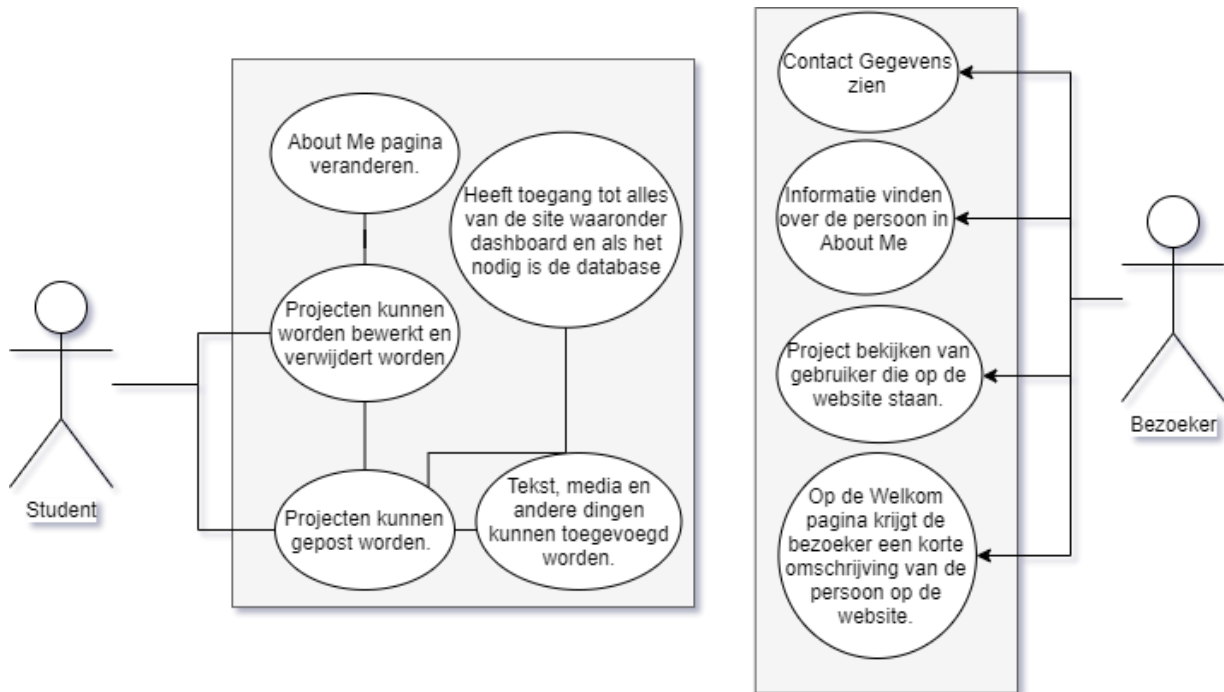 About Me pagina
veranderen.
Heeft toegang tot alles
van de site waaronder
dashboard en als het
nodig is de database
Projecten kunnen
worden bewerkt en
verwijdert worden
Projecten kunnen
gepost worden.
Tekst, media en
andere dingen
kunnen toegevoegd
worden.
Student
Contact Gegevens
zien
Informatie vinden
over de persoon in
About Me
Project bekijken van
gebruiker die op de
website staan.
Op de Welkom
pagina krijgt de
bezoeker een korte
omschrijving van de
persoon op de
website.
Bezoeker